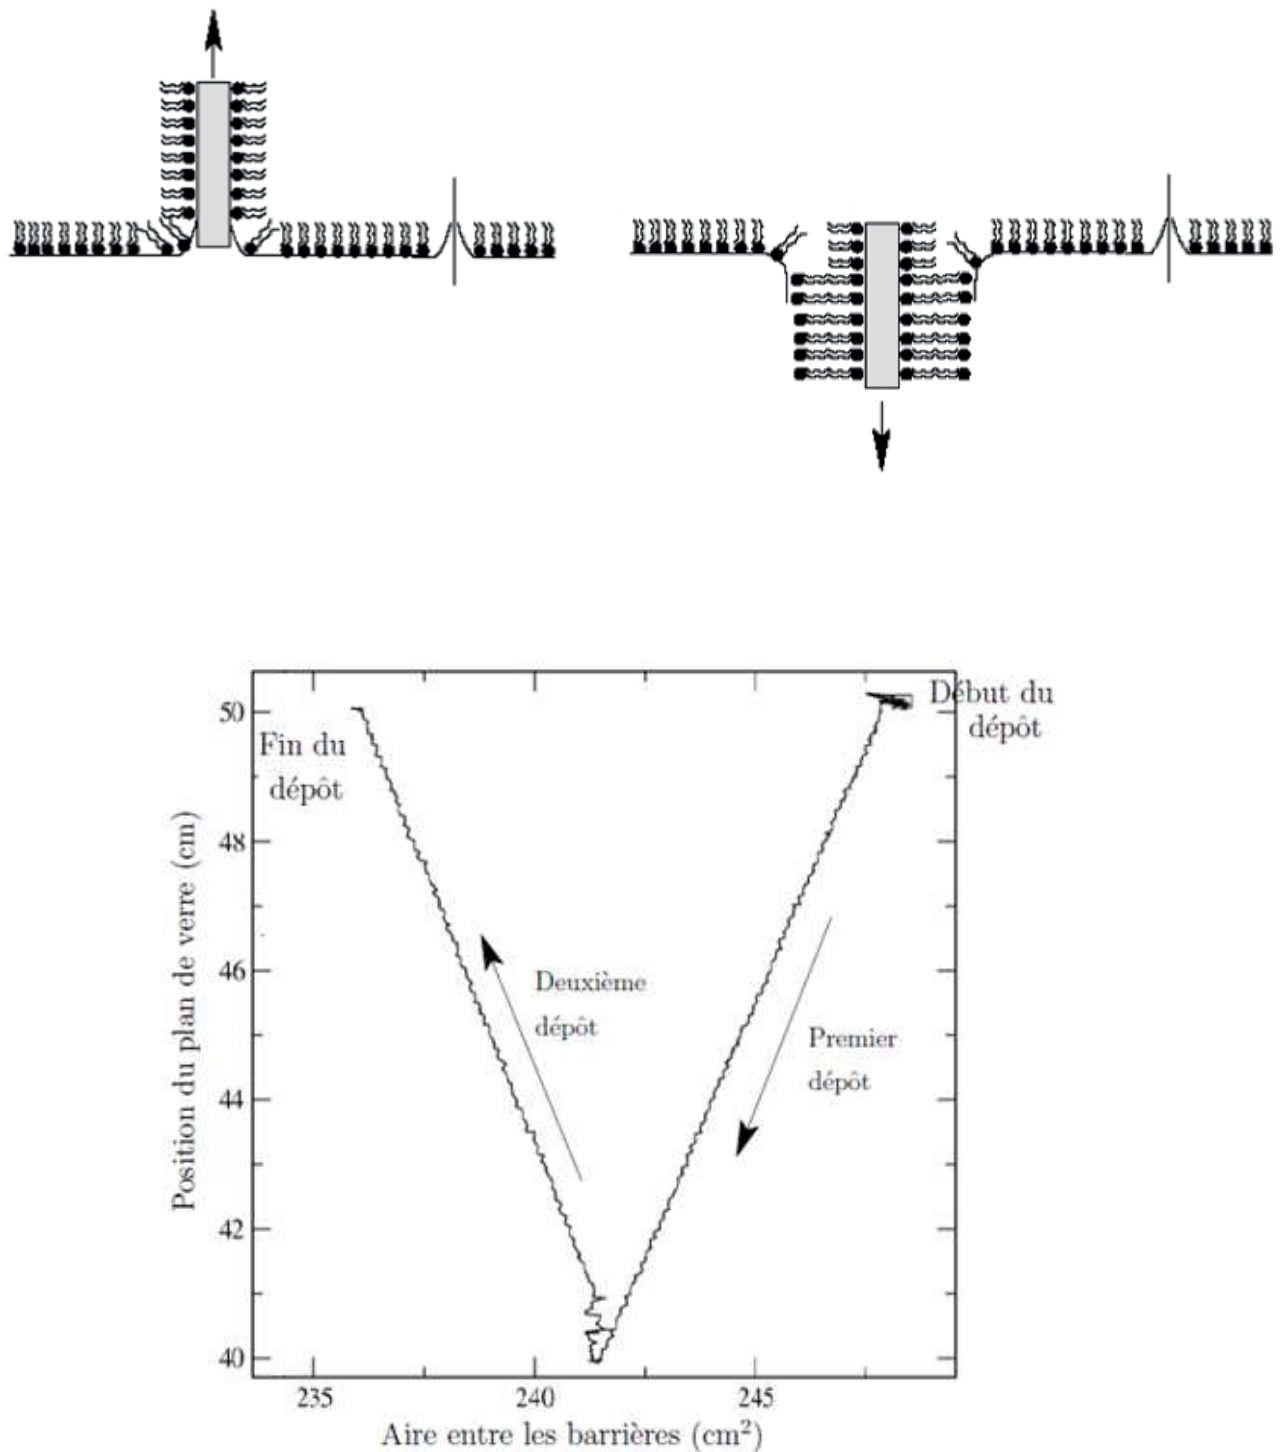 50
48
46
44
42
40
Position du plan de verre (cm)
Fin du
dépôt
Début du
dépôt
Deuxième
dépôt
Premier
dépôt
235
240
245
Aire entre les barrières (cm²)